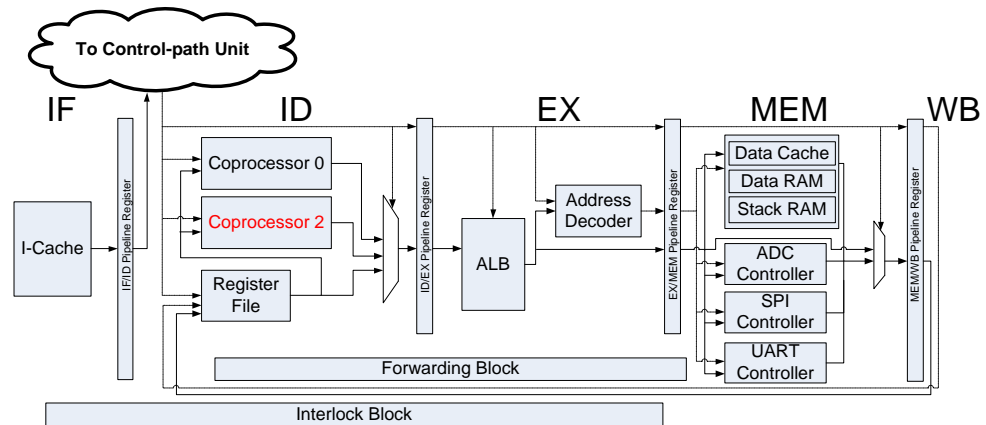 To Control-path Unit
IF
ID
EX
MEM
WB
I-Cache
IF/ID Pipeline Register
Coprocessor 0
Coprocessor 2
Register
File
ID/EX Pipeline Register
ALB
Address
Decoder
EX/MEM Pipeline Register
Data Cache
Data RAM
Stack RAM
ADC
Controller
SPI
Controller
UART
Controller
MEM/WB Pipeline Register
Forwarding Block
Interlock Block